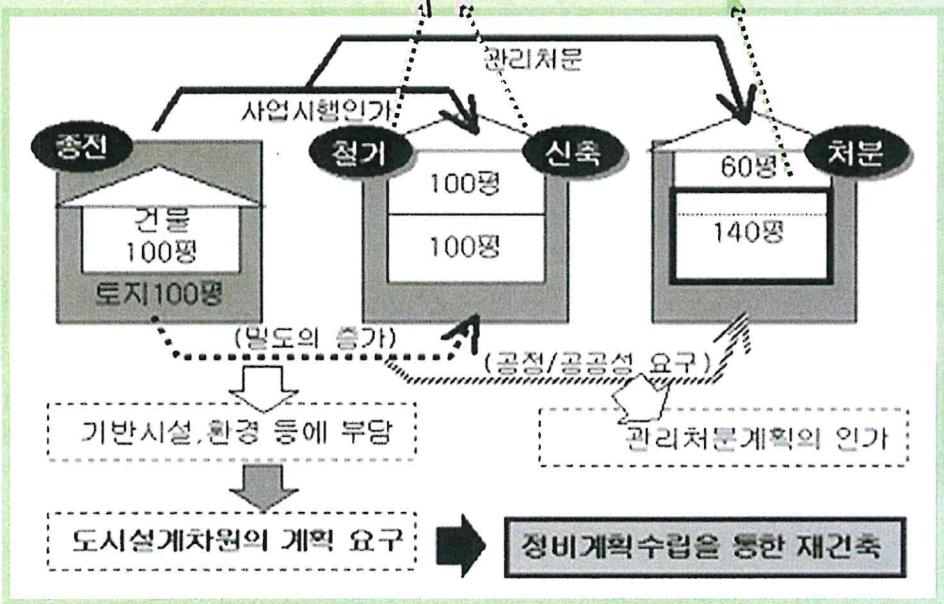 관리처분
사업시행인가
종전
철거
신축
처분
건물
100평
토지100평
100평
100평
60평
140평
(밀도의 증가)
(공정/공공성 요구)
기반시설,환경 등에 부담
관리처분계획의 인가
도시설계차원의 계획 요구
정비계획수립을 통한 재건축